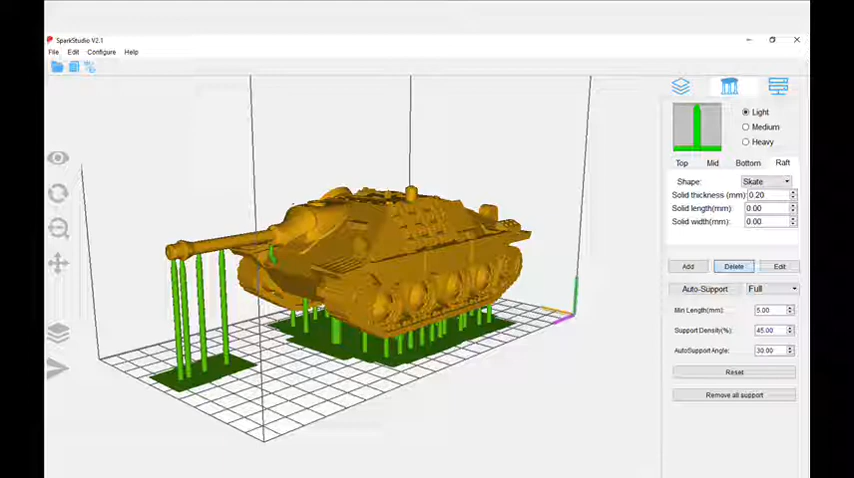 SparkStudio V2.1
File Edit Configure Help
Light
Medium
Heavy
Top Mid Bottom Raft
Shape: Skate
Solid thickness (mm): 0.20
Solid length(mm): 0.00
Solid width(mm): 0.00
Add Delete Edit
Auto-Support Full
Min Length(mm): 5.00
Support Density(%): 45.00
AutoSupport Angle: 30.00
Reset
Remove all support